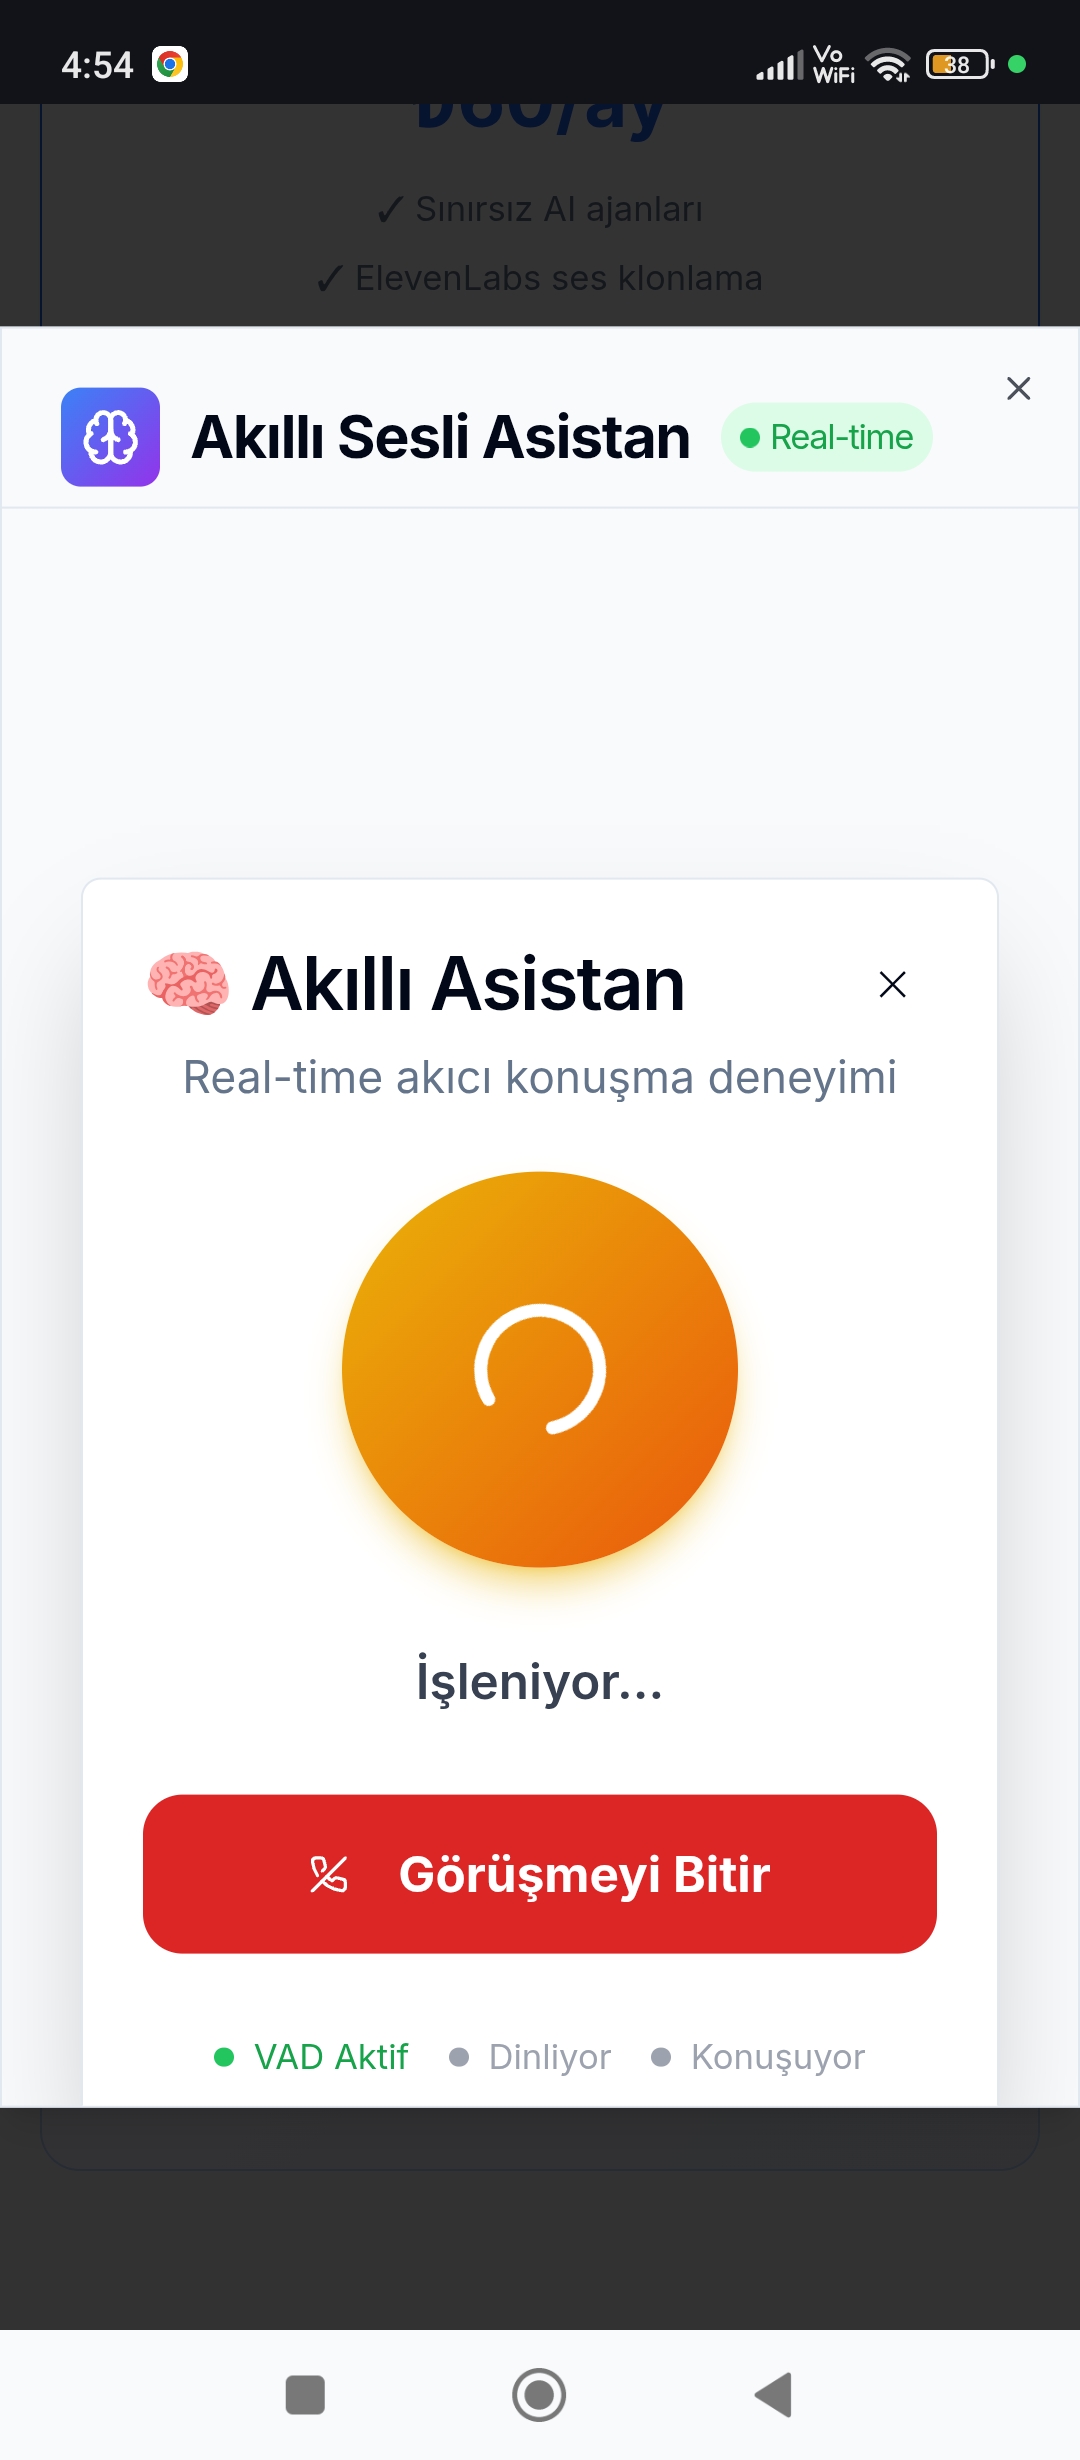 4:54
Vo
WiFi
38
✓ Sınırsız AI ajanları
✓ ElevenLabs ses klonlama
Akıllı Sesli Asistan
Real-time
Akıllı Asistan
Real-time akıcı konuşma deneyimi
İşleniyor...
Görüşmeyi Bitir
VAD Aktif
Dinliyor
Konuşuyor